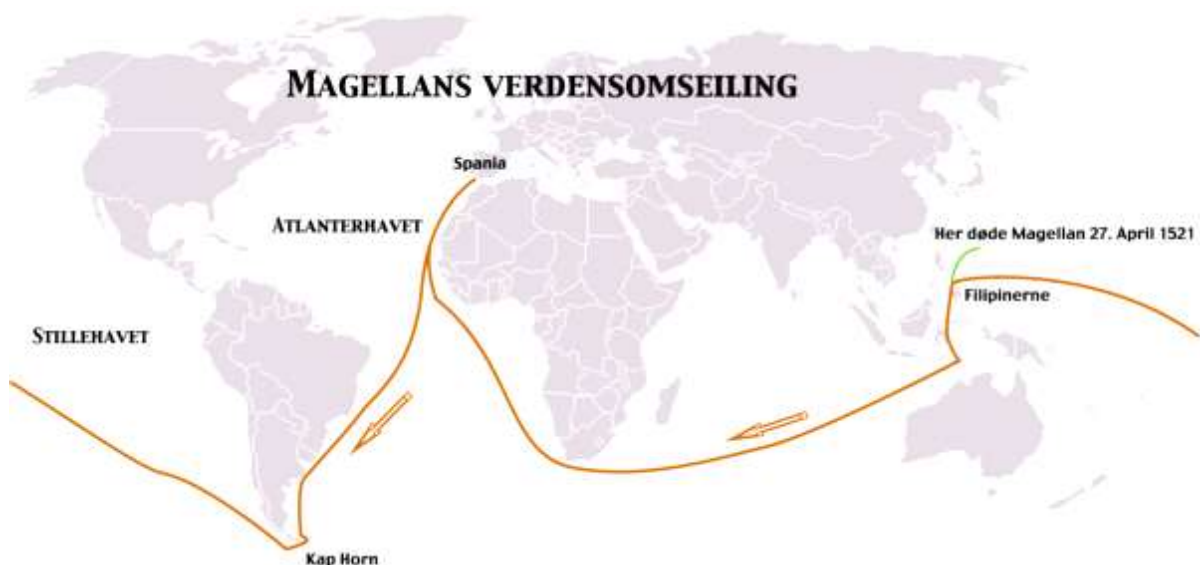 MAGELLANS VERDENSOMSEILING
Spania
ATLANTERHAVET
Her døde Magellan 27. April 1521
Filipinerne
STILLEHAVET
Kap Horn